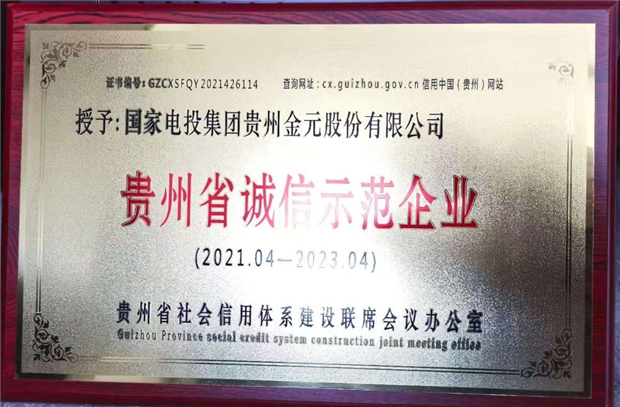 证书编号:GZCXSFQY2021426114 查询网址:cx.guizhou.gov.cn 信用中国(贵州)网站
授予:国家电投集团贵州金元股份有限公司
贵州省诚信示范企业
(2021.04—2023.04)
贵州省社会信用体系建设联席会议办公室
Guizhou Province social credit system construction joint meeting office